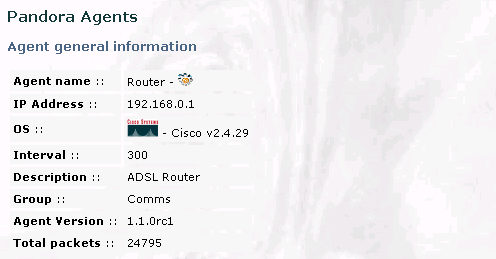 Pandora Agents
Agent general information
Agent name :: Router -
IP Address :: 192.168.0.1
OS :: CISCO SYSTEMS - Cisco v2.4.29
Interval :: 300
Description :: ADSL Router
Group :: Comms
Agent Version :: 1.1.0rc1
Total packets :: 24795